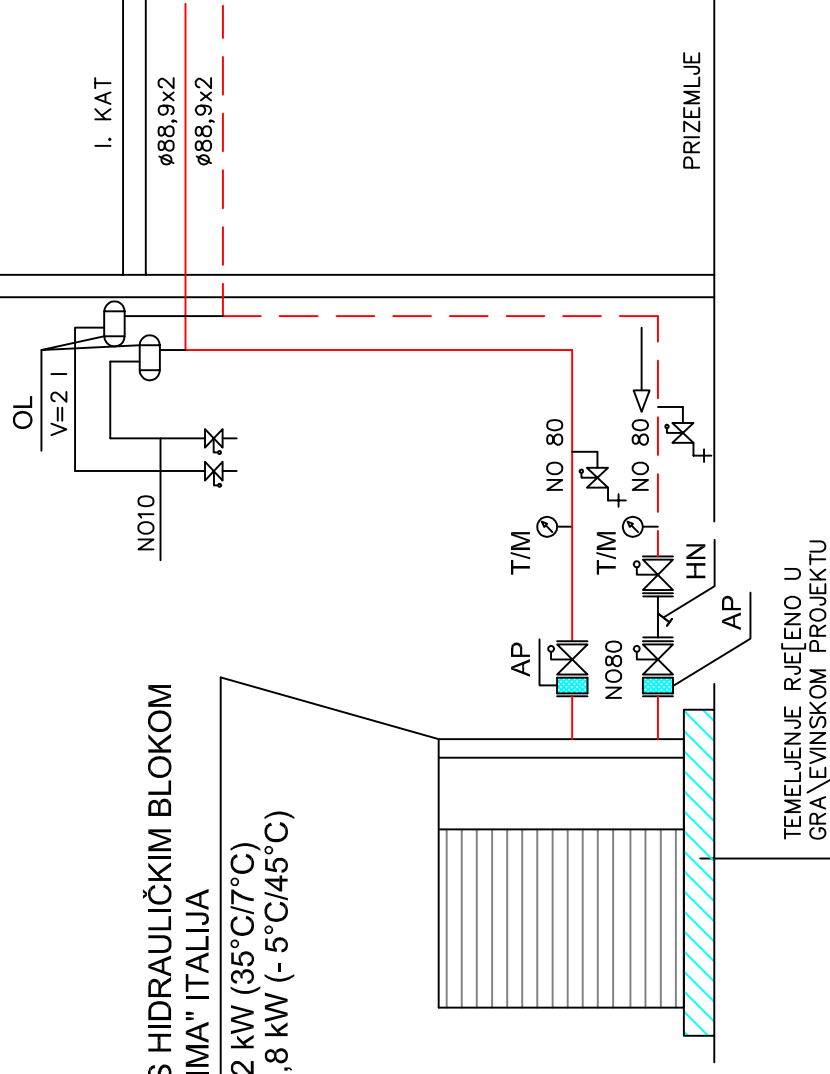 I. KAT
ø88,9x2
ø88,9x2
PRIZEMLJE
OL
V=2 l
NO10
NO 80
NO 80
T/M
T/M
HN
AP
NO80
AP
S HIDRAULIČKIM BLOKOM
IMA" ITALIJA
2 kW (35°C/7°C)
,8 kW (- 5°C/45°C)
TEMELJENJE RJE[ENO U
GRA\EVINSKOM PROJEKTU